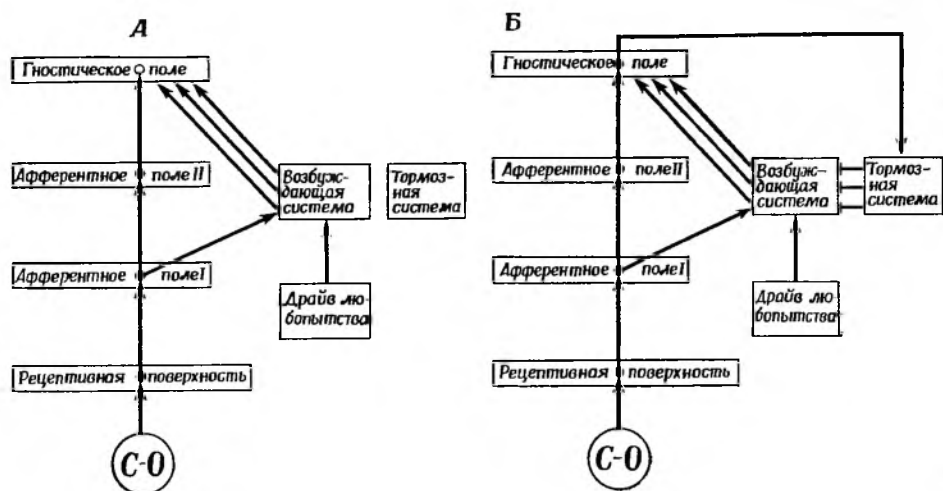 А
Гностическое поле
Афферентное поле II
Возбуж-
дающая
система
Тормоз-
ная
система
Афферентное поле I
Драйв лю-
бопытства
Рецептивная поверхность
С-О
Б
Гностическое поле
Афферентное поле II
Возбуж-
дающая
система
Тормоз-
ная
система
Афферентное поле I
Драйв лю-
бопытства
Рецептивная поверхность
С-О